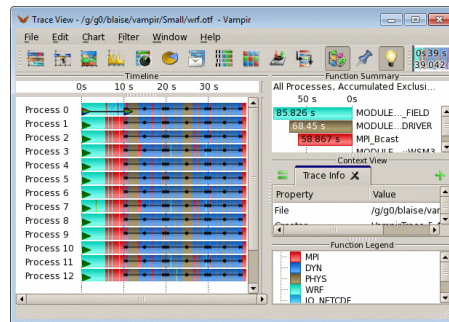 Trace View - /g/g0/blaise/vampir/Small/wrf.otf - Vampir
File Edit Chart Filter Window Help
0s 39 s
39.042
Timeline
0s 10 s 20 s 30 s
Process 0
Process 1
Process 2
Process 3
Process 4
Process 5
Process 6
Process 7
Process 8
Process 9
Process 10
Process 11
Process 12
Function Summary
All Processes, Accumulated Exclusi...
50 s 0s
85.826 s MODULE..._FIELD
68.45 s MODULE...DRIVER
58.867 s MPI_Bcast
Context View
Trace Info
Property Value
File /g/g0/blaise/var
Function Legend
MPI
DYN
PHYS
WRF
IO_NETCDF